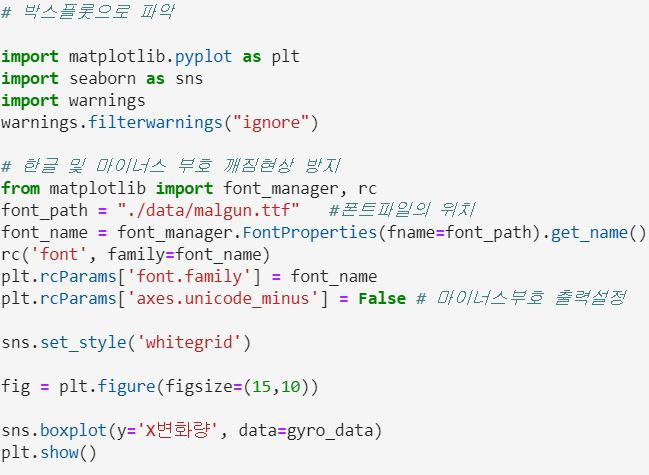 # 박스플롯으로 파악
import matplotlib.pyplot as plt
import seaborn as sns
import warnings
warnings.filterwarnings("ignore")
# 한글 및 마이너스 부호 깨짐현상 방지
from matplotlib import font_manager, rc
font_path = "./data/malgun.ttf"   #폰트파일의 위치
font_name = font_manager.FontProperties(fname=font_path).get_name()
rc('font', family=font_name)
plt.rcParams['font.family'] = font_name
plt.rcParams['axes.unicode_minus'] = False # 마이너스부호 출력설정
sns.set_style('whitegrid')
fig = plt.figure(figsize=(15,10))
sns.boxplot(y='X변화량', data=gyro_data)
plt.show()